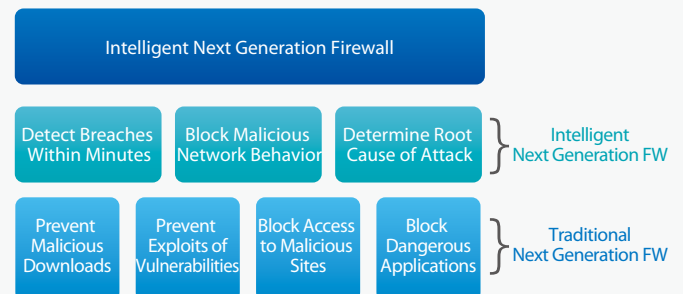 Intelligent Next Generation Firewall
Detect Breaches
Within Minutes
Block Malicious
Network Behavior
Determine Root
Cause of Attack
Intelligent
Next Generation FW
Prevent
Malicious
Downloads
Prevent
Exploits of
Vulnerabilities
Block Access
to Malicious
Sites
Block
Dangerous
Applications
Traditional
Next Generation FW